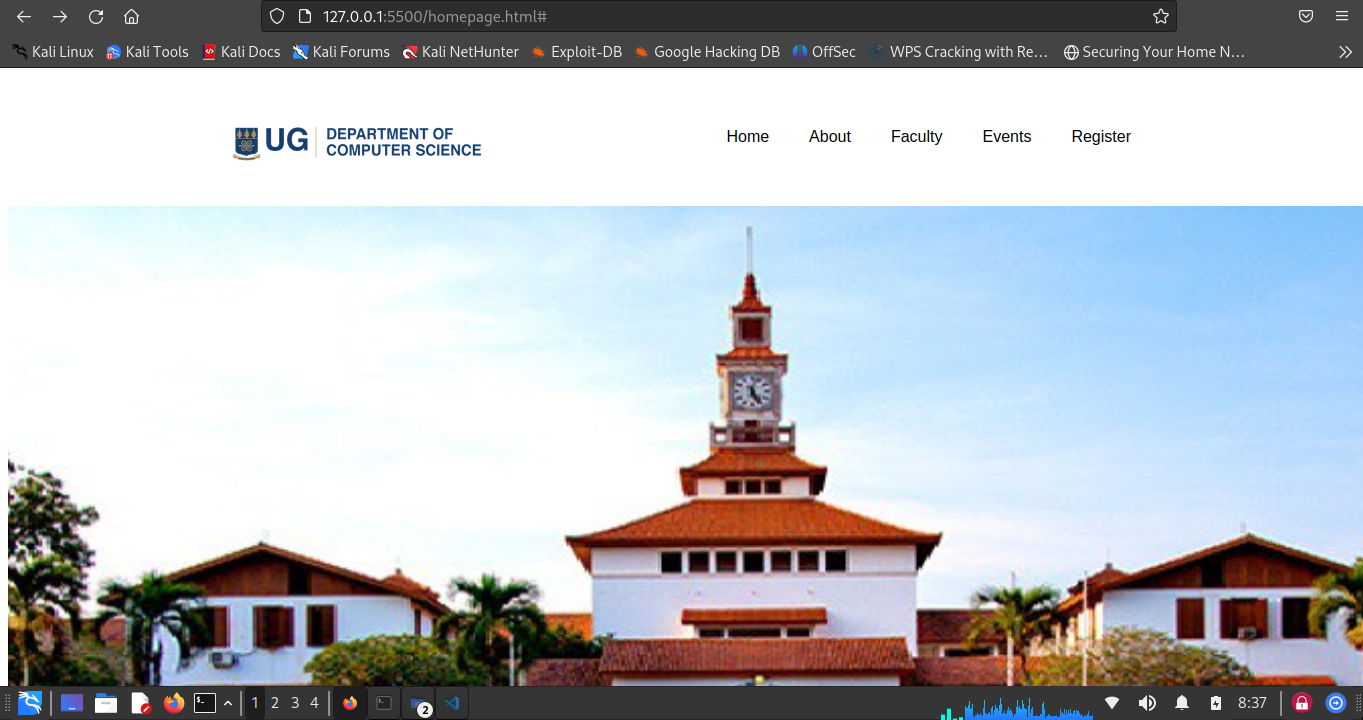 127.0.0.1:5500/homepage.html#
Kali Linux Kali Tools Kali Docs Kali Forums Kali NetHunter Exploit-DB Google Hacking DB OffSec WPS Cracking with Re… Securing Your Home N…
UG DEPARTMENT OF
COMPUTER SCIENCE
Home About Faculty Events Register
1 2 3 4 2 8:37